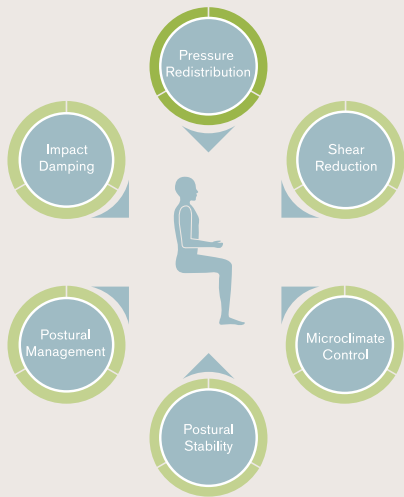 Pressure
Redistribution
Impact
Damping
Shear
Reduction
Postural
Management
Microclimate
Control
Postural
Stability